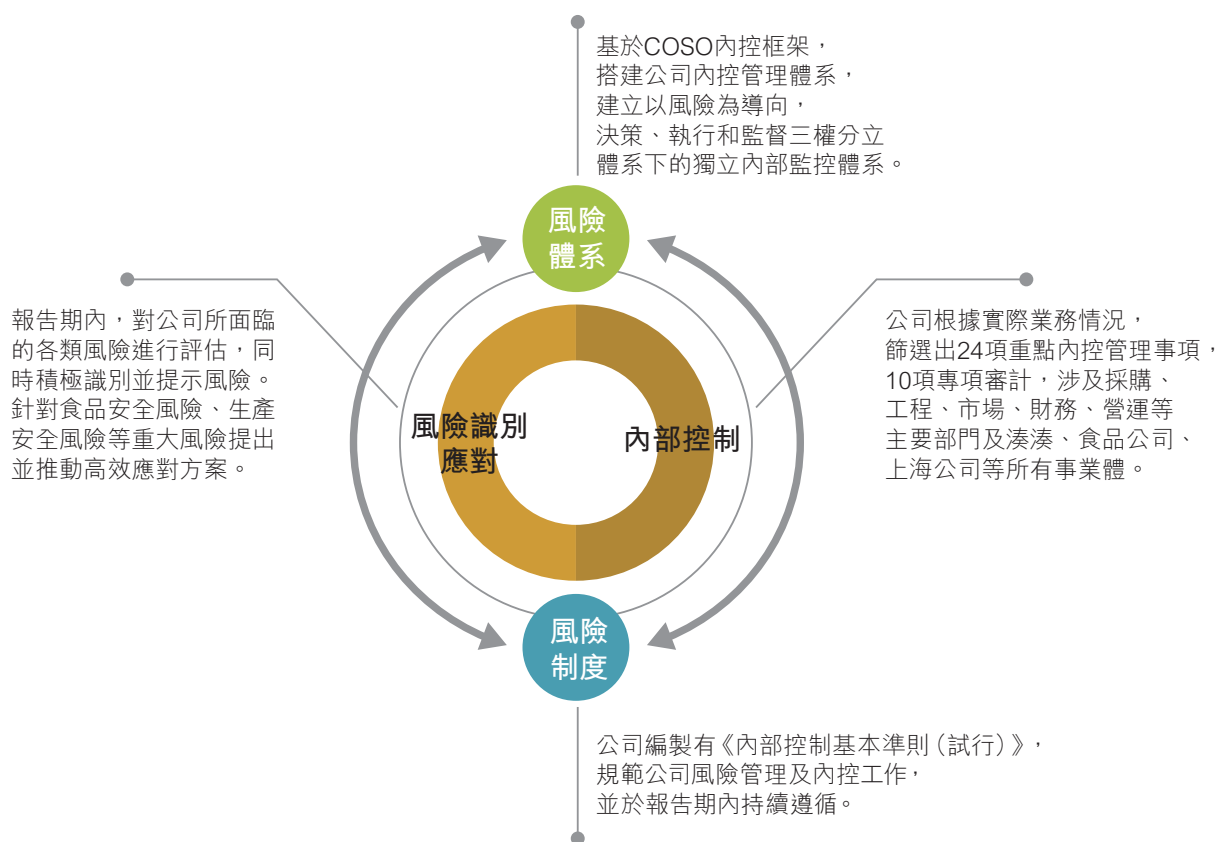 基於COSO內控框架，
搭建公司內控管理體系，
建立以風險為導向，
決策、執行和監督三權分立
體系下的獨立內部監控體系。
風險
體系
報告期內，對公司所面臨
的各類風險進行評估，同
時積極識別並提示風險。
針對食品安全風險、生產
安全風險等重大風險提出
並推動高效應對方案。
風險識別
應對
內部控制
公司根據實際業務情況，
篩選出24項重點內控管理事項，
10項專項審計，涉及採購、
工程、市場、財務、營運等
主要部門及湊湊、食品公司、
上海公司等所有事業體。
風險
制度
公司編製有《內部控制基本準則（試行）》，
規範公司風險管理及內控工作，
並於報告期內持續遵循。